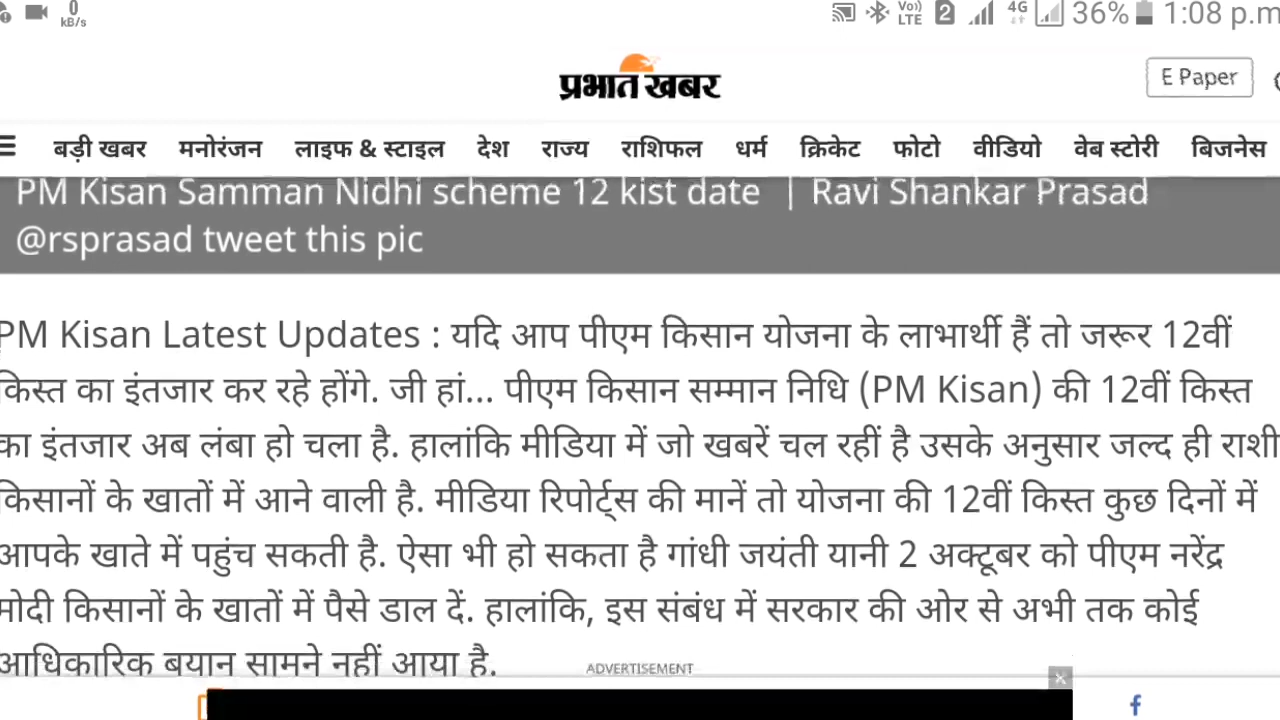 0
kB/s
Vo)) LTE 2 4G 36% 1:08 p.m
प्रभात खबर
E Paper
बड़ी खबर मनोरंजन लाइफ & स्टाइल देश राज्य राशिफल धर्म क्रिकेट फोटो वीडियो वेब स्टोरी बिजनेस
PM Kisan Samman Nidhi scheme 12 kist date | Ravi Shankar Prasad
@rsprasad tweet this pic
PM Kisan Latest Updates : यदि आप पीएम किसान योजना के लाभार्थी हैं तो जरूर 12वीं
किस्त का इंतजार कर रहे होंगे. जी हां... पीएम किसान सम्मान निधि (PM Kisan) की 12वीं किस्त
का इंतजार अब लंबा हो चला है. हालांकि मीडिया में जो खबरें चल रहीं है उसके अनुसार जल्द ही राशी
किसानों के खातों में आने वाली है. मीडिया रिपोर्ट्स की मानें तो योजना की 12वीं किस्त कुछ दिनों में
आपके खाते में पहुंच सकती है. ऐसा भी हो सकता है गांधी जयंती यानी 2 अक्टूबर को पीएम नरेंद्र
मोदी किसानों के खातों में पैसे डाल दें. हालांकि, इस संबंध में सरकार की ओर से अभी तक कोई
आधिकारिक बयान सामने नहीं आया है.
ADVERTISEMENT